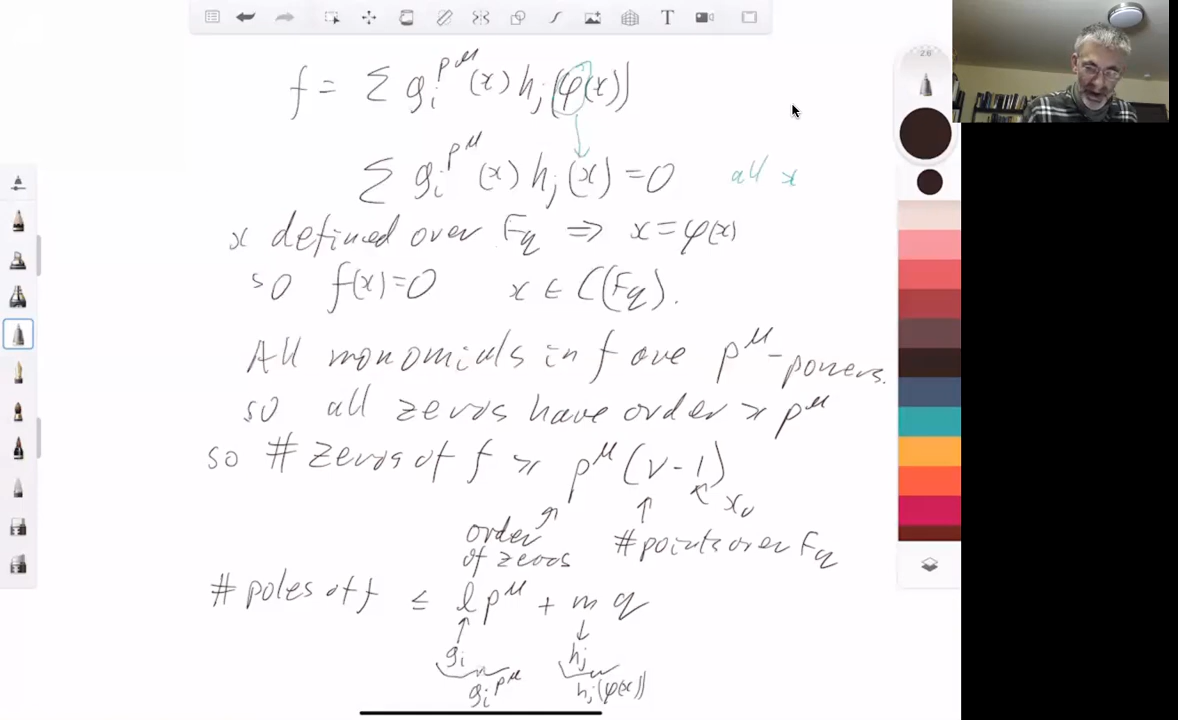 f = Σ g_i^{p^μ}(x) h_j(φ(x))
Σ g_i^{p^μ}(x) h_j(x) = 0 all x
x defined over F_q ⇒ x = φ(x)
so f(x) = 0 x ∈ C(F_q).
All monomials in f are p^μ-powers.
so all zeros have order ≥ p^μ
so # zeros of f ≥ p^μ(ν - 1)
x_0
order
of zeros
# points over F_q
# poles of f ≤ l p^μ + m q
g_i h_j
g_i^{p^μ} h_j(φ(x))